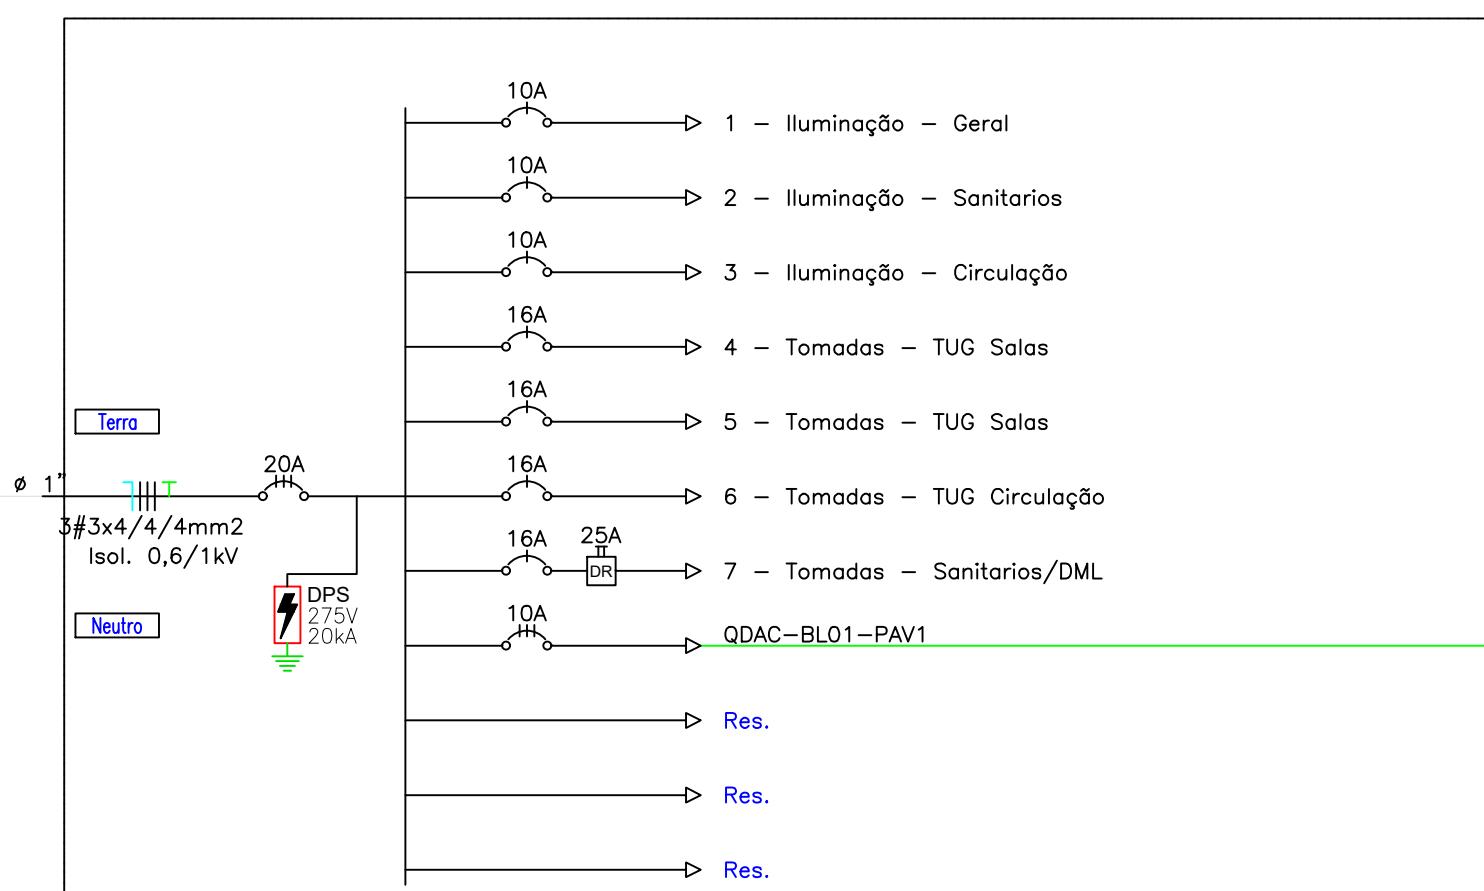 10A
1 - Iluminação - Geral
10A
2 - Iluminação - Sanitarios
10A
3 - Iluminação - Circulação
16A
4 - Tomadas - TUG Salas
16A
5 - Tomadas - TUG Salas
Terra
ø 1"
20A
16A
6 - Tomadas - TUG Circulação
3#3x4/4/4mm2
Isol. 0,6/1kV
16A
25A
DR
7 - Tomadas - Sanitarios/DML
DPS
275V
20kA
Neutro
10A
QDAC-BL01-PAV1
Res.
Res.
Res.